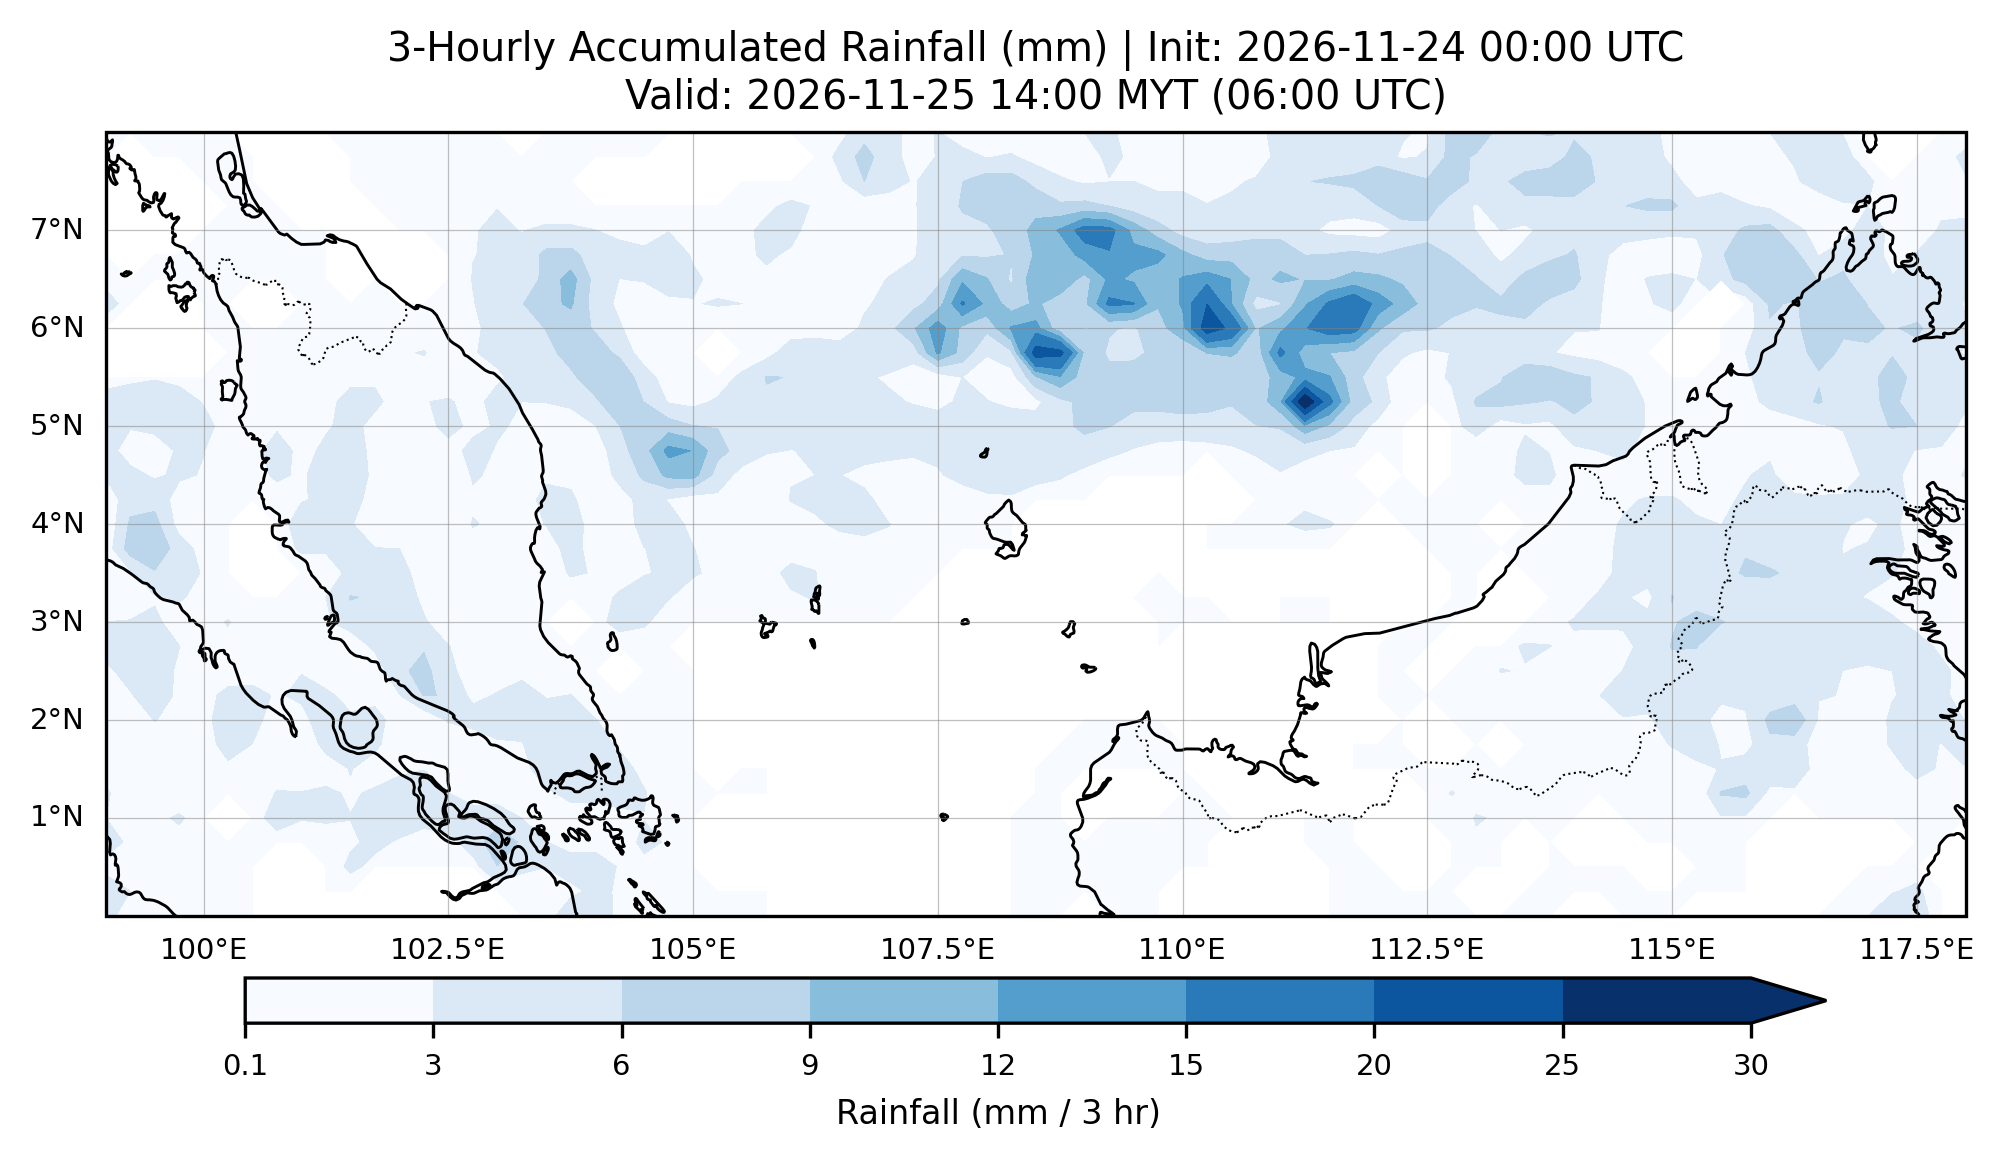 3-Hourly Accumulated Rainfall (mm) | Init: 2026-11-24 00:00 UTC
Valid: 2026-11-25 14:00 MYT (06:00 UTC)
7°N
6°N
5°N
4°N
3°N
2°N
1°N
100°E 102.5°E 105°E 107.5°E 110°E 112.5°E 115°E 117.5°E
0.1 3 6 9 12 15 20 25 30
Rainfall (mm / 3 hr)